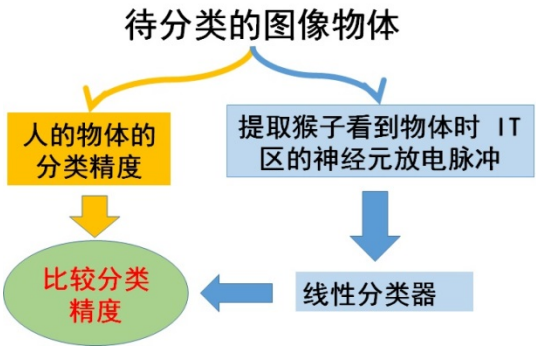 待分类的图像物体
人的物体的
分类精度
提取猴子看到物体时 IT
区的神经元放电脉冲
比较分类
精度
线性分类器